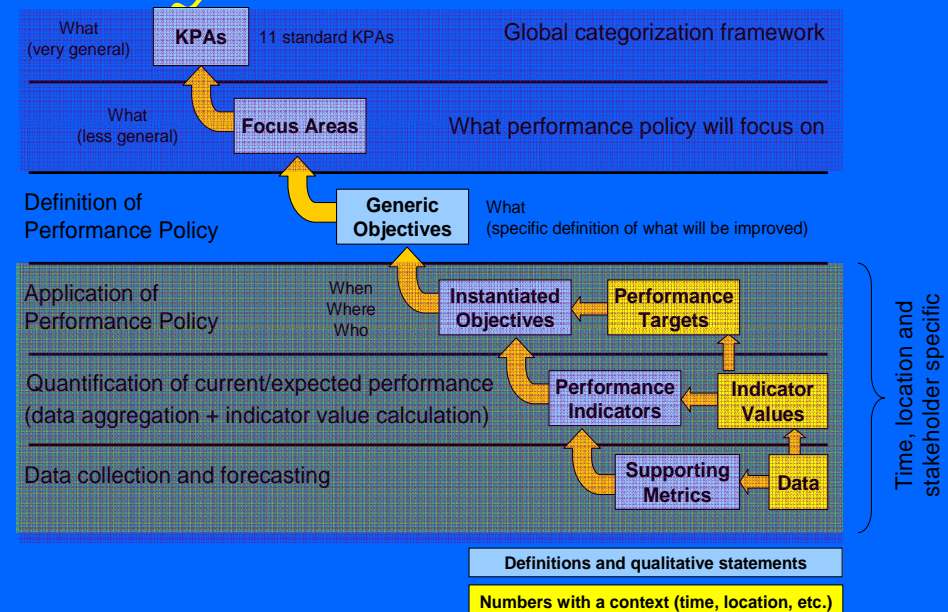 What
(very general)
KPAs
11 standard KPAs
Global categorization framework
What
(less general)
Focus Areas
What performance policy will focus on
Definition of
Performance Policy
Generic
Objectives
What
(specific definition of what will be improved)
Application of
Performance Policy
When
Where
Who
Instantiated
Objectives
Performance
Targets
Quantification of current/expected performance
(data aggregation + indicator value calculation)
Performance
Indicators
Indicator
Values
Data collection and forecasting
Supporting
Metrics
Data
Time, location and
stakeholder specific
Definitions and qualitative statements
Numbers with a context (time, location, etc.)